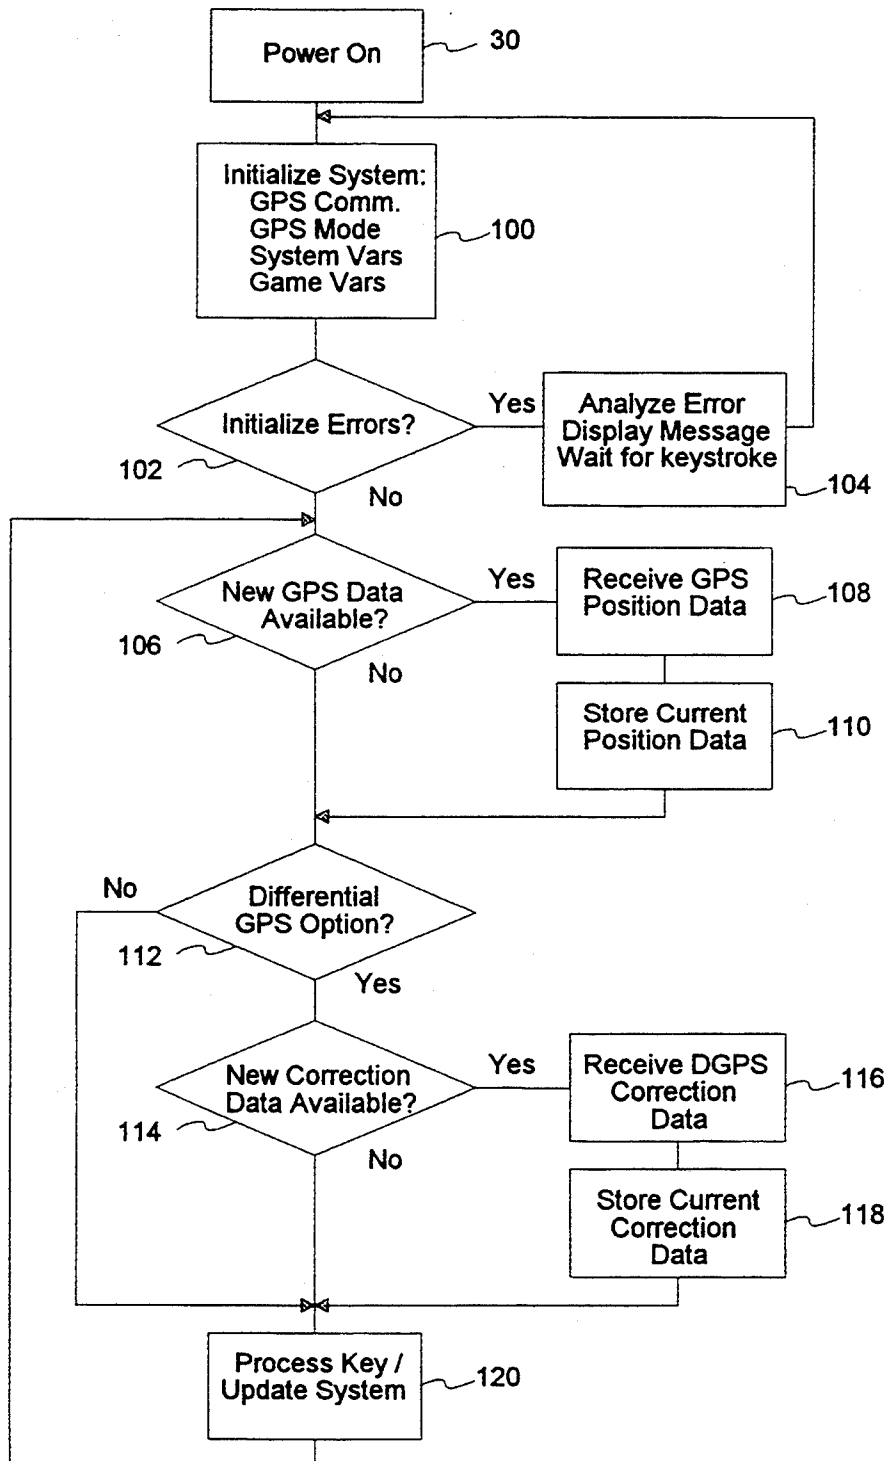 Power On
30
Initialize System:
GPS Comm.
GPS Mode
System Vars
Game Vars
100
Initialize Errors?
102
Yes
No
Analyze Error
Display Message
Wait for keystroke
104
New GPS Data
Available?
106
Yes
No
Receive GPS
Position Data
108
Store Current
Position Data
110
Differential
GPS Option?
112
No
Yes
New Correction
Data Available?
114
Yes
No
Receive DGPS
Correction
Data
116
Store Current
Correction
Data
118
Process Key /
Update System
120